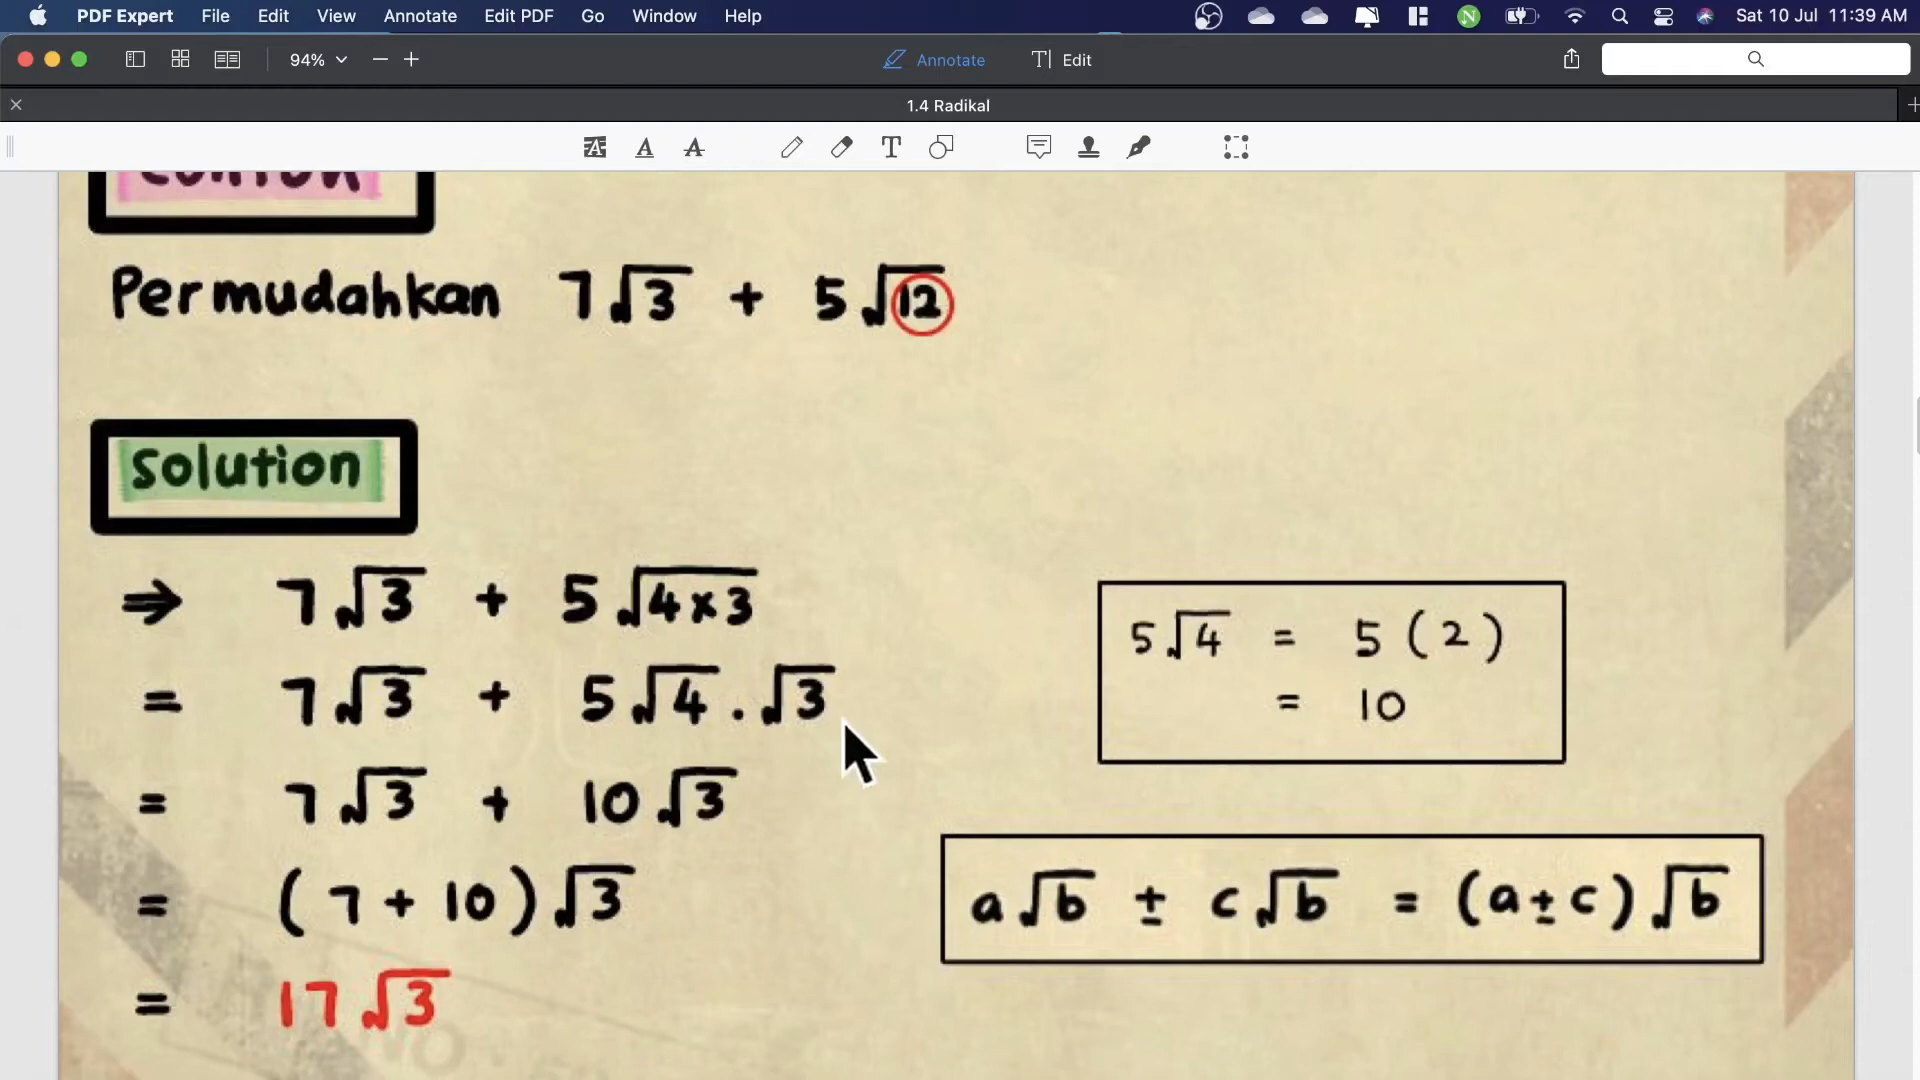 PDF Expert File Edit View Annotate Edit PDF Go Window Help Sat 10 Jul 11:39 AM
94% Annotate T Edit
1.4 Radikal
A A A T
Contoh
Permudahkan 7√3 + 5√12
Solution
⇒ 7√3 + 5√4×3
= 7√3 + 5√4 . √3
= 7√3 + 10√3
= (7 + 10)√3
= 17√3
5√4 = 5(2)
= 10
a√b ± c√b = (a ± c)√b